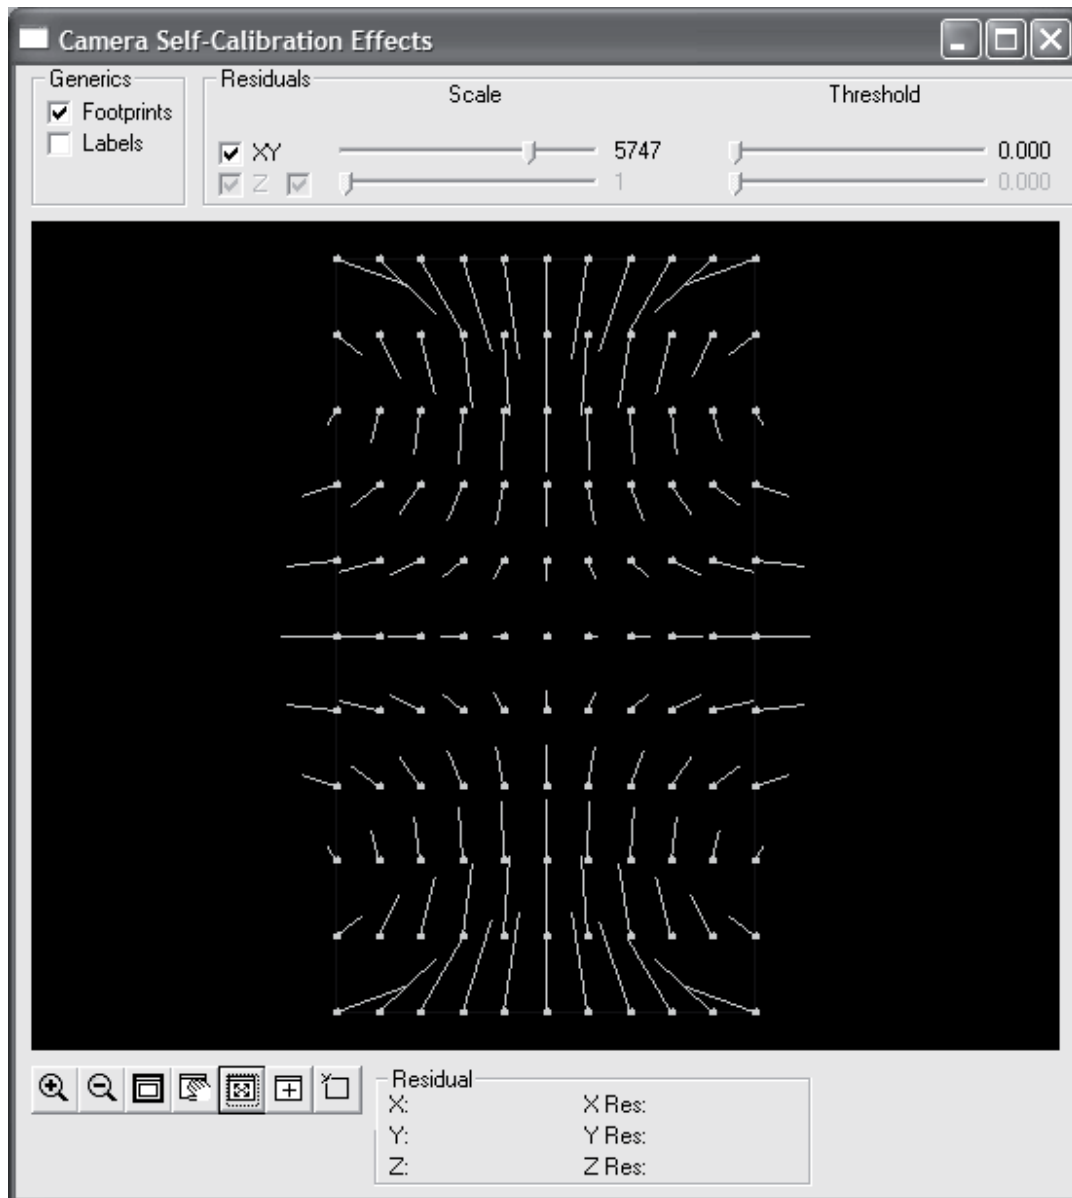 Camera Self-Calibration Effects
Generics
Footprints
Labels
Residuals
Scale
Threshold
XY
5747
0.000
Z
1
0.000
Residual
X:
X Res:
Y:
Y Res:
Z:
Z Res: